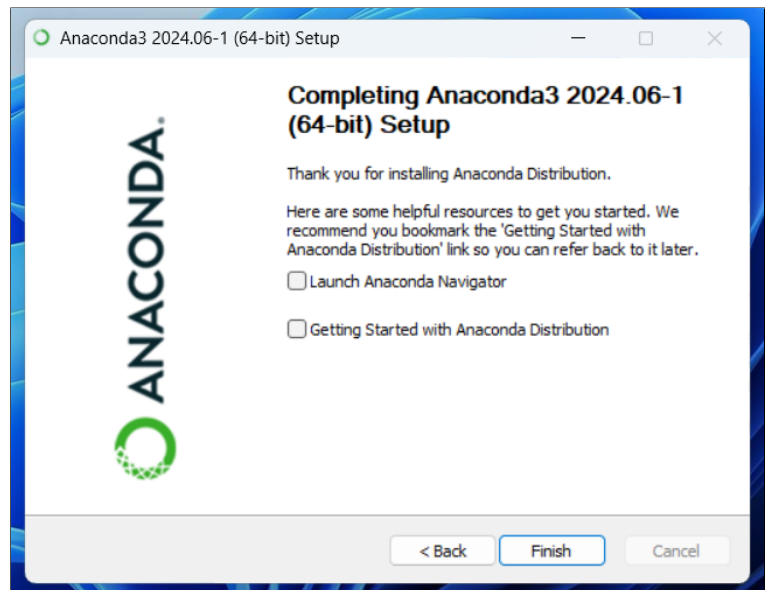 Anaconda3 2024.06-1 (64-bit) Setup
ANACONDA.
Completing Anaconda3 2024.06-1
(64-bit) Setup
Thank you for installing Anaconda Distribution.
Here are some helpful resources to get you started. We
recommend you bookmark the 'Getting Started with
Anaconda Distribution' link so you can refer back to it later.
Launch Anaconda Navigator
Getting Started with Anaconda Distribution
< Back
Finish
Cancel